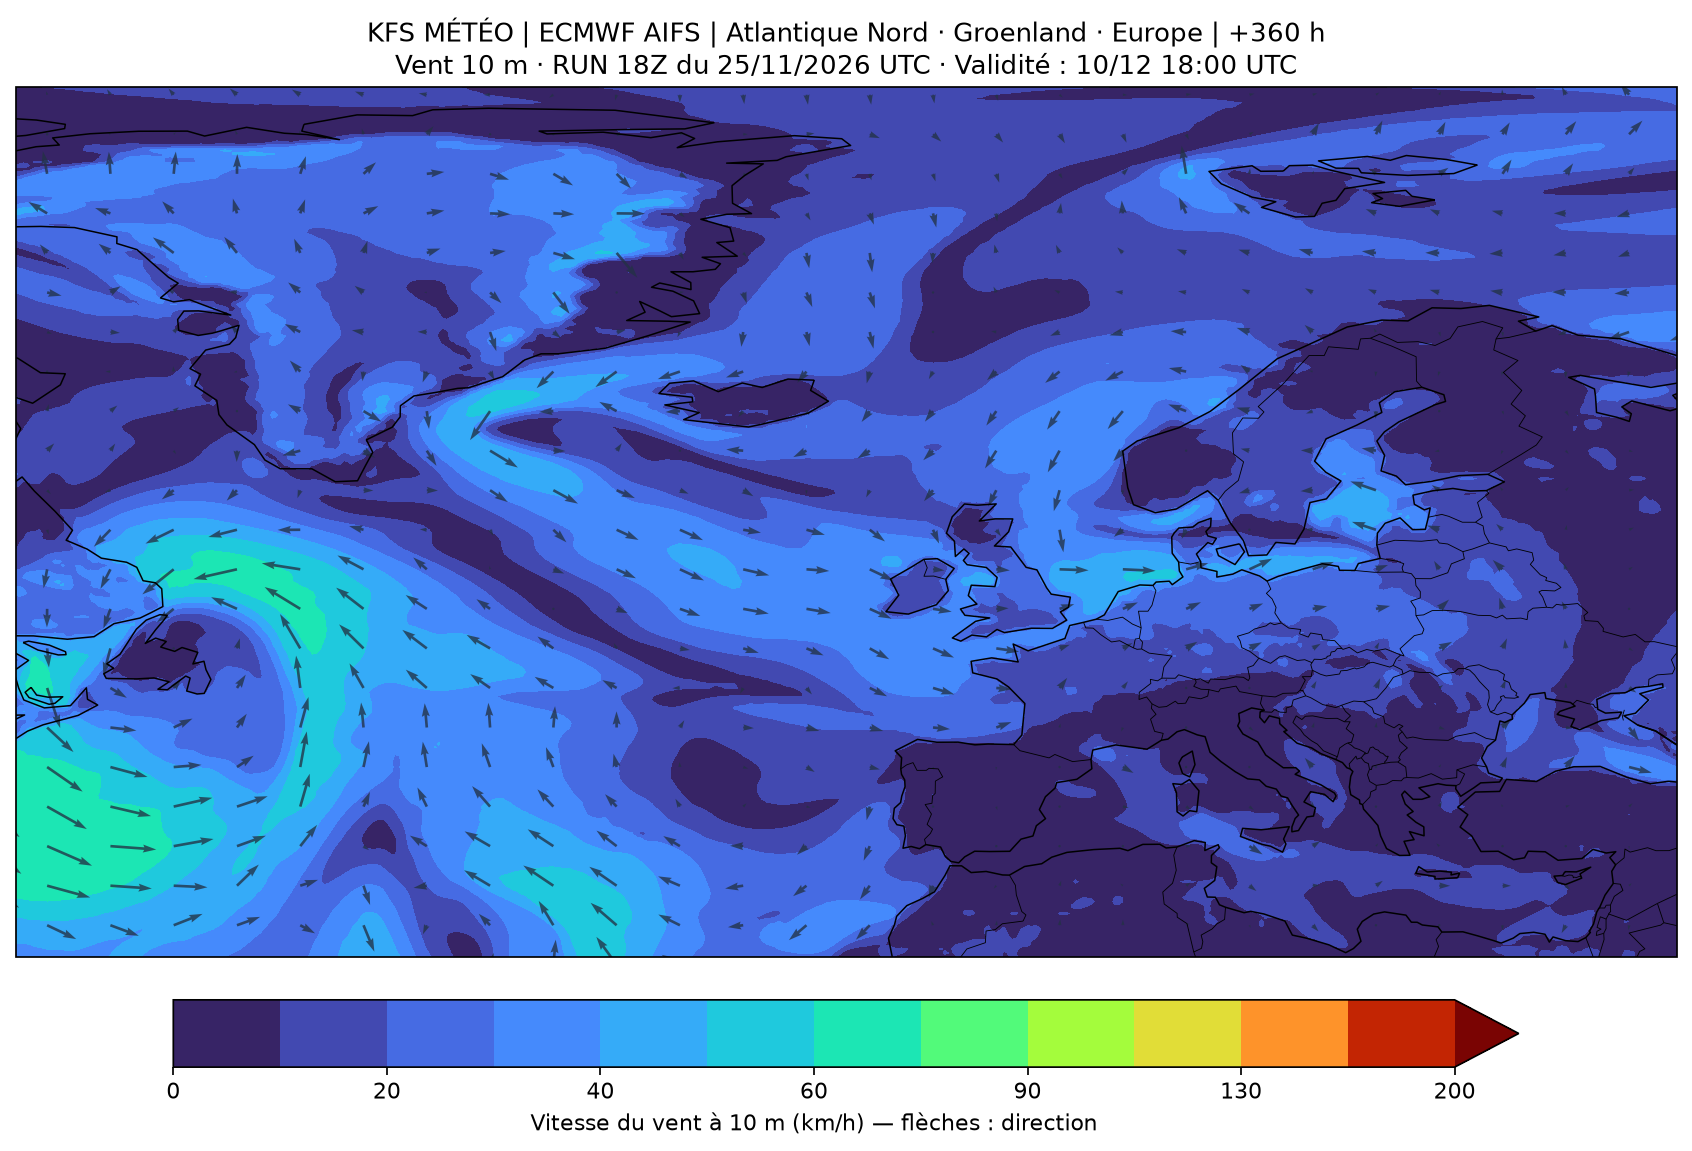 KFS MÉTÉO | ECMWF AIFS | Atlantique Nord · Groenland · Europe | +360 h
Vent 10 m · RUN 18Z du 25/11/2026 UTC · Validité : 10/12 18:00 UTC
0 20 40 60 90 130 200
Vitesse du vent à 10 m (km/h) — flèches : direction